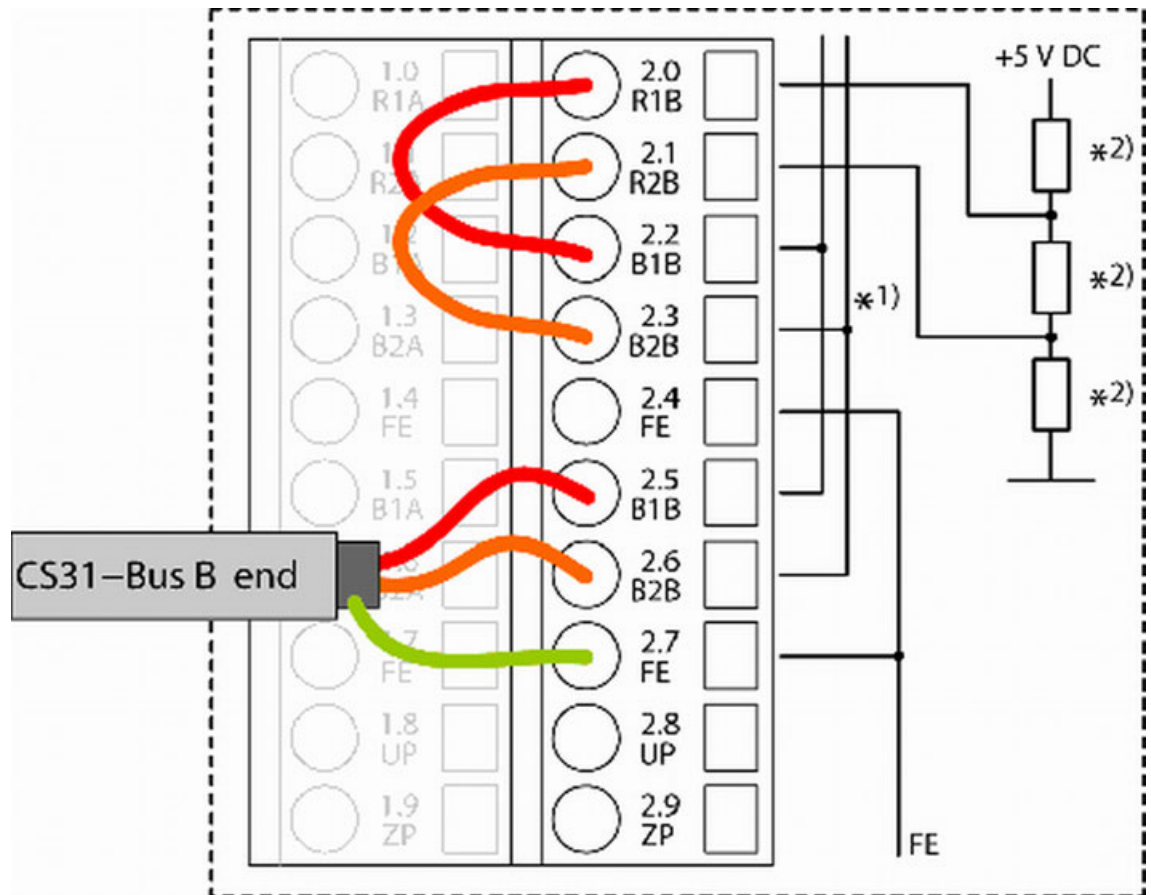 1.0
R1A
2.0
R1B
+5 V DC
*2)
R2A
2.1
R2B
2.2
B1B
*2)
*1)
1.3
B2A
2.3
B2B
1.4
FE
2.4
FE
*2)
1.5
B1A
2.5
B1B
CS31-Bus B end
2.6
B2B
FE
2.7
FE
1.8
UP
2.8
UP
1.9
ZP
2.9
ZP
FE